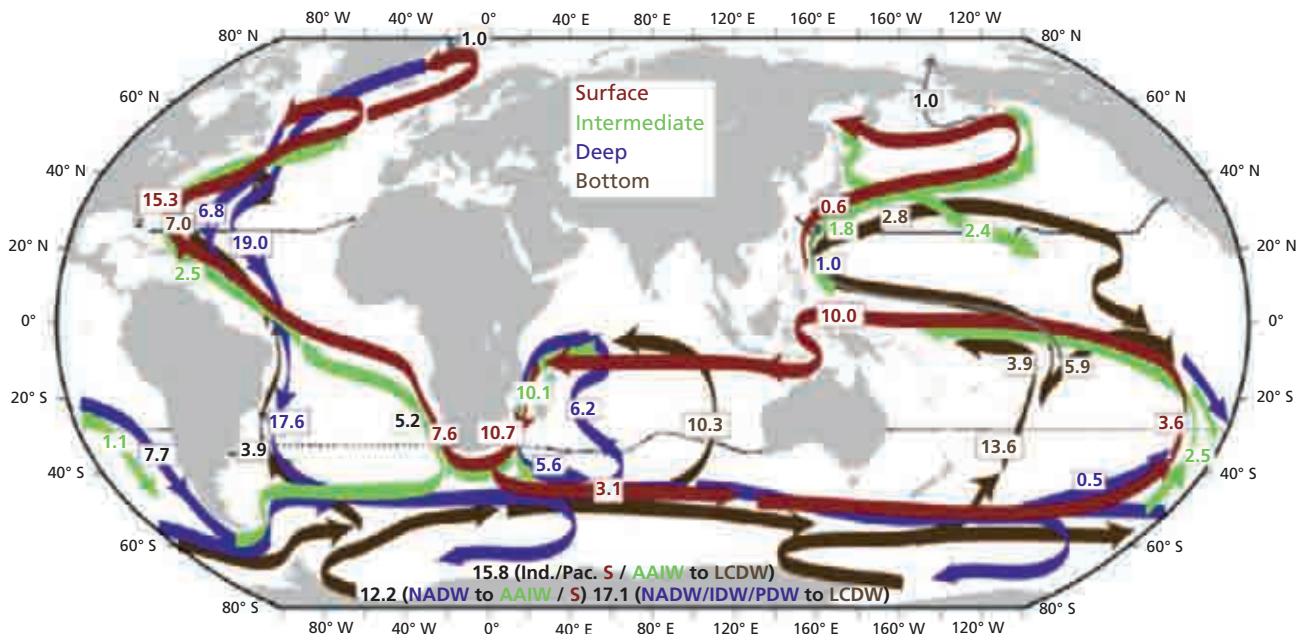 80° W 40° W 0° 40° E 80° E 120° E 160° E 160° W 120° W
80° N 1.0 80° N
60° N Surface 1.0 60° N
Intermediate
Deep
Bottom
40° N 40° N
15.3 6.8 0.6 2.8
7.0 1.8 2.4
19.0
20° N 20° N
2.5 1.0
0° 10.0 0°
3.9 5.9
20° S 10.1 6.2 20° S
1.1 17.6 5.2 7.6 10.7 10.3 3.6
7.7 3.9 13.6 2.5
40° S 5.6 0.5 40° S
3.1
60° S 60° S
15.8 (Ind./Pac. S / AAIW to LCDW)
12.2 (NADW to AAIW / S) 17.1 (NADW/IDW/PDW to LCDW)
80° S 80° S
80° W 40° W 0° 40° E 80° E 120° E 160° E 160° W 120° W